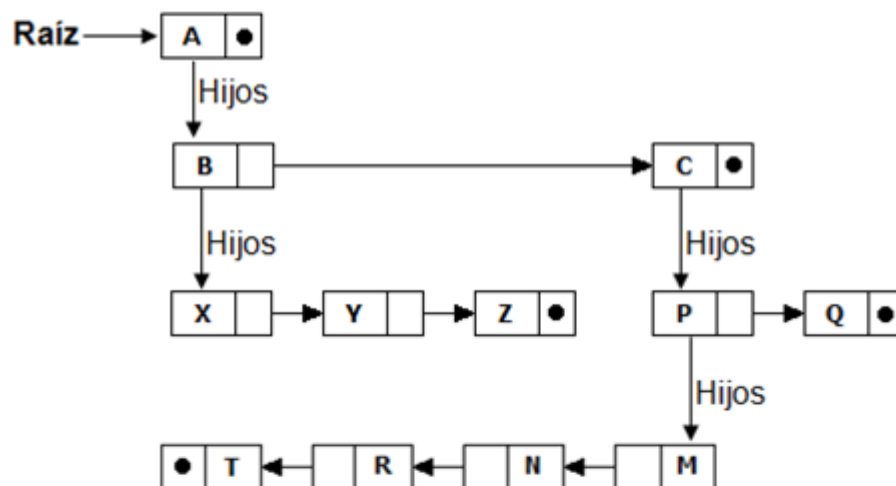 Raíz A
Hijos
B C
Hijos Hijos
X Y Z P Q
Hijos
T R N M